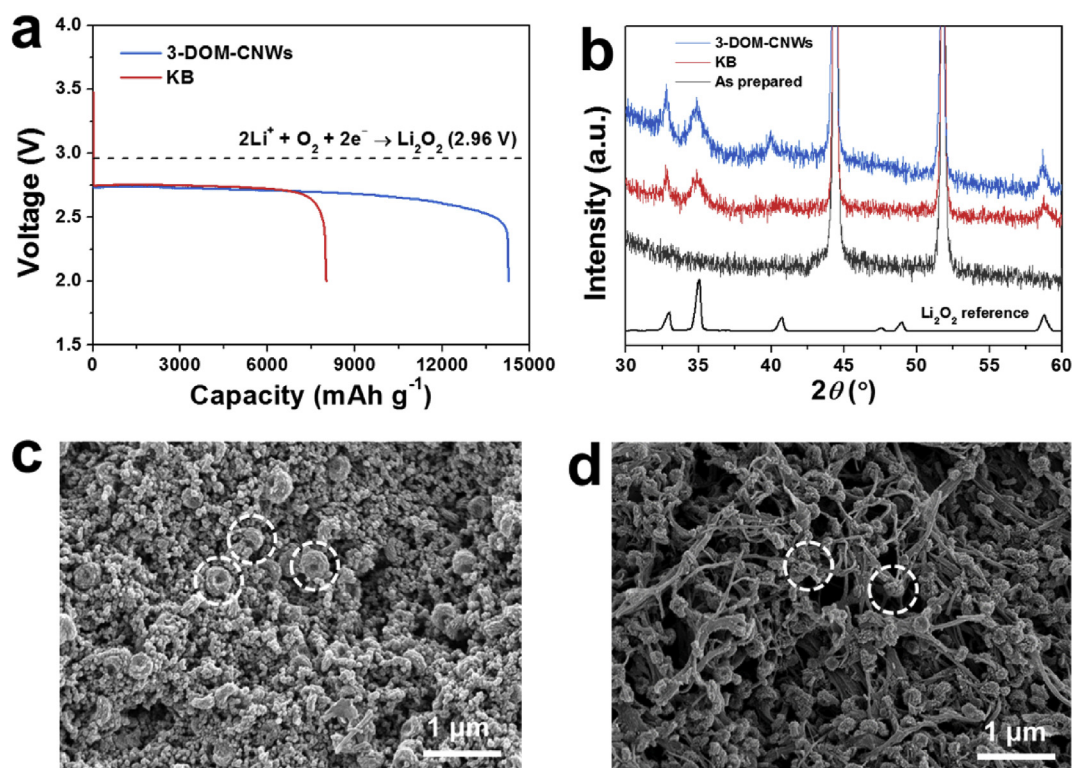 a
4.0
3.5
3.0
2.5
2.0
1.5
Voltage (V)
3-DOM-CNWs
KB
2Li⁺ + O₂ + 2e⁻ → Li₂O₂ (2.96 V)
0 3000 6000 9000 12000 15000
Capacity (mAh g⁻¹)
b
Intensity (a.u.)
3-DOM-CNWs
KB
As prepared
Li₂O₂ reference
30 35 40 45 50 55 60
2θ (°)
c
1 μm
d
1 μm